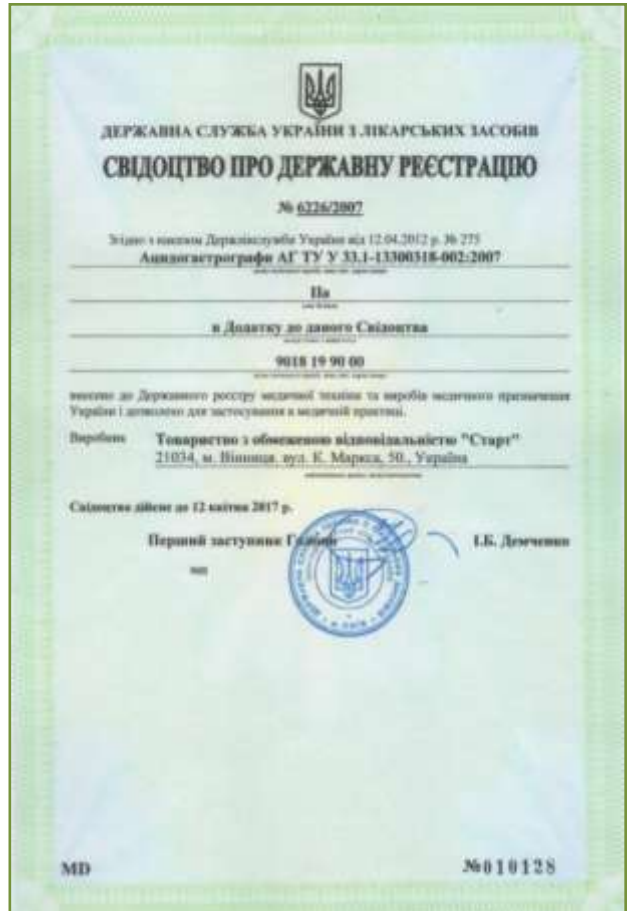 ДЕРЖАВНА СЛУЖБА УКРАЇНИ З ЛІКАРСЬКИХ ЗАСОБІВ
СВІДОЦТВО ПРО ДЕРЖАВНУ РЕЄСТРАЦІЮ
№ 6226/2007
Згідно з наказом Держлікслужби України від 12.04.2012 р. № 275
Ацидогастрографи АГ ТУ У 33.1-13300318-002:2007
ІІа
в Додатку до даного Свідоцтва
9018 19 90 00
внесено до Державного реєстру медичної техніки та виробів медичного призначення
України і дозволено для застосування в медичній практиці.
Виробник Товариство з обмеженою відповідальністю "Старт"
21034, м. Вінниця, вул. К. Маркса, 50., Україна
Свідоцтво дійсне до 12 квітня 2017 р.
Перший заступник Голови І.Б. Демченко
МП
MD №010128